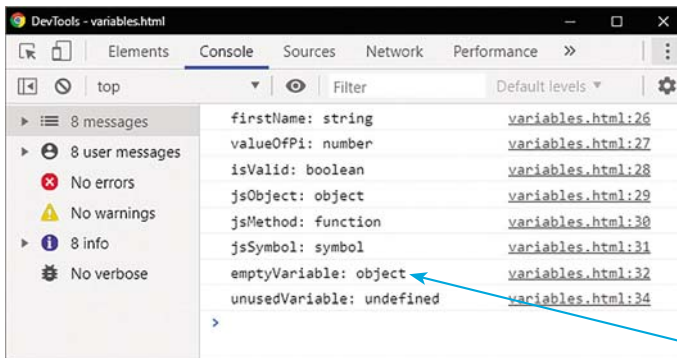 DevTools - variables.html
Elements Console Sources Network Performance »
top Filter Default levels ▼
8 messages
8 user messages
No errors
No warnings
8 info
No verbose
firstName: string variables.html:26
valueOfPi: number variables.html:27
isValid: boolean variables.html:28
jsObject: object variables.html:29
jsMethod: function variables.html:30
jsSymbol: symbol variables.html:31
emptyVariable: object variables.html:32
unusedVariable: undefined variables.html:34
>